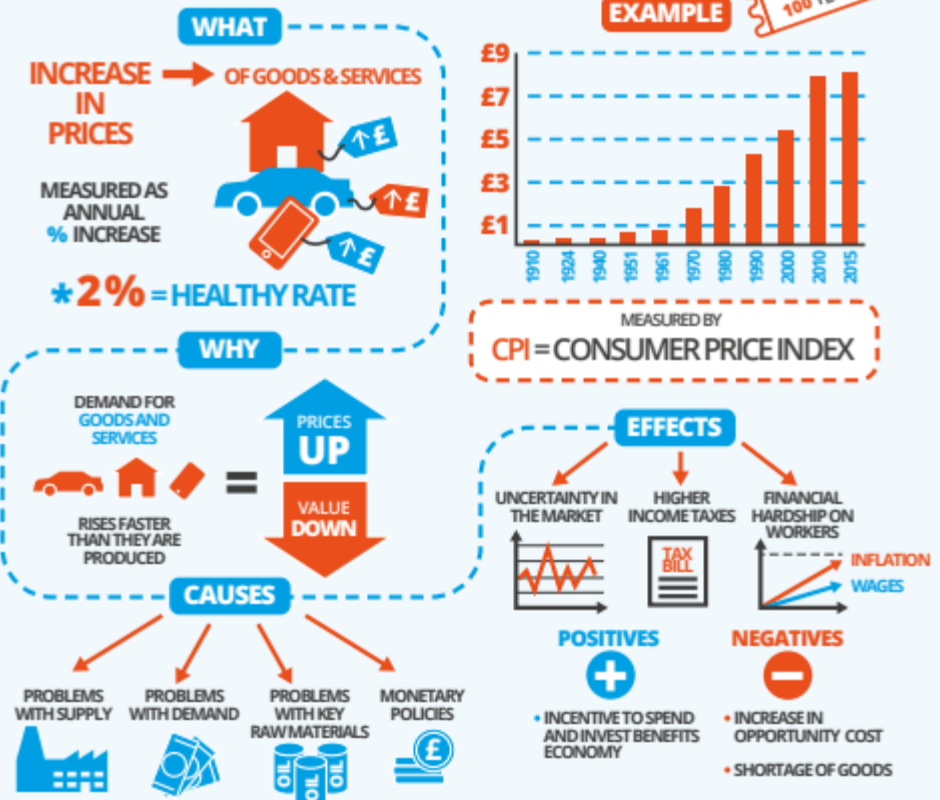 WHAT
INCREASE
IN
PRICES
OF GOODS & SERVICES
↑£
↑£
↑£
MEASURED AS
ANNUAL
% INCREASE
*2% = HEALTHY RATE
WHY
DEMAND FOR
GOODS AND
SERVICES
=
RISES FASTER
THAN THEY ARE
PRODUCED
PRICES
UP
VALUE
DOWN
CAUSES
PROBLEMS
WITH SUPPLY
PROBLEMS
WITH DEMAND
PROBLEMS
WITH KEY
RAW MATERIALS
OIL
OIL
OIL
MONETARY
POLICIES
£
EXAMPLE
100
£9
£7
£5
£3
£1
1910
1924
1940
1951
1961
1970
1980
1990
2000
2010
2015
MEASURED BY
CPI = CONSUMER PRICE INDEX
EFFECTS
UNCERTAINTY IN
THE MARKET
HIGHER
INCOME TAXES
TAX
BILL
FINANCIAL
HARDSHIP ON
WORKERS
INFLATION
WAGES
POSITIVES
+
• INCENTIVE TO SPEND
AND INVEST BENEFITS
ECONOMY
NEGATIVES
−
• INCREASE IN
OPPORTUNITY COST
• SHORTAGE OF GOODS